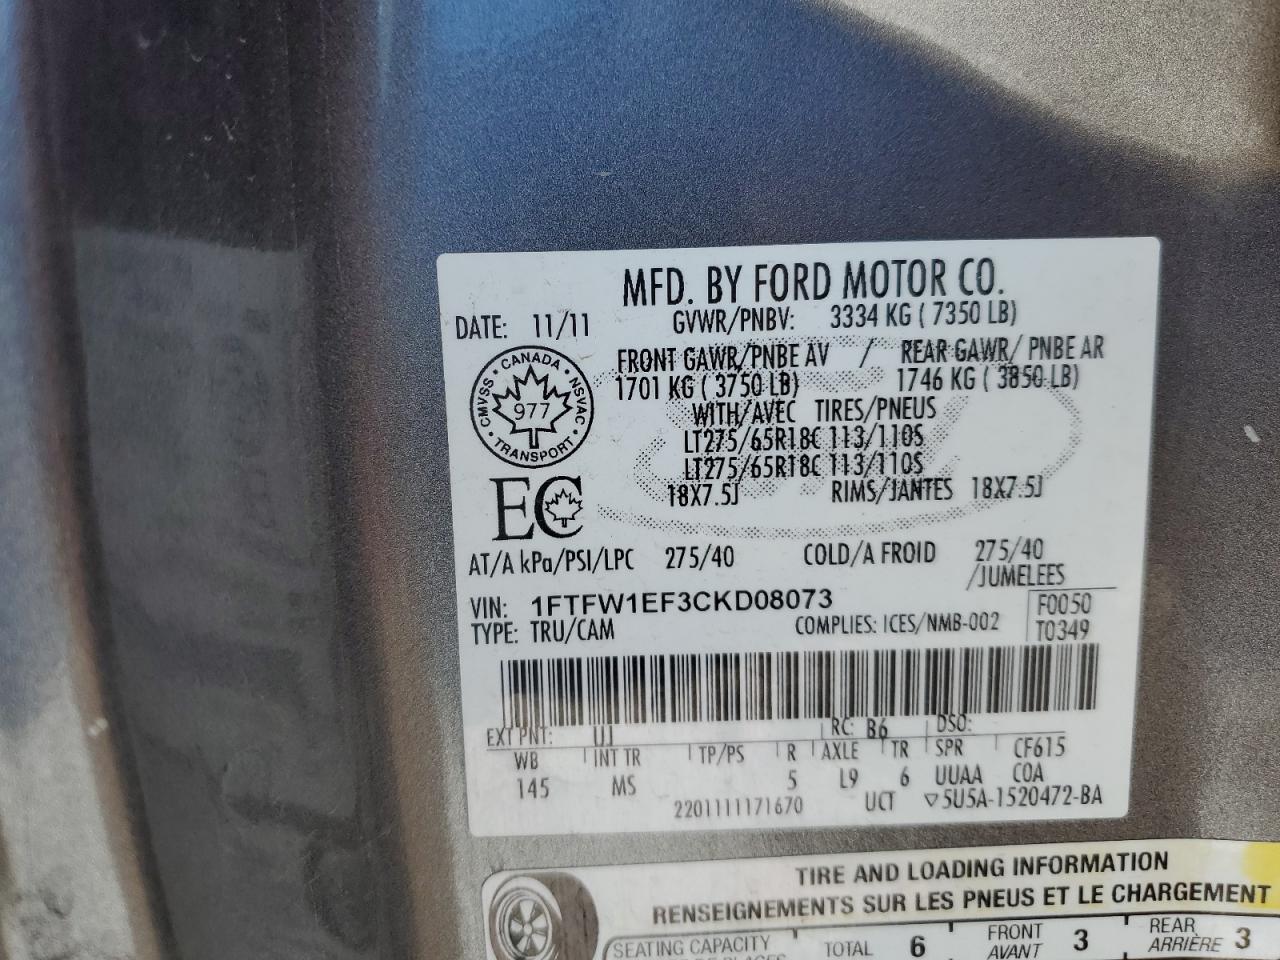 MFD. BY FORD MOTOR CO.
DATE: 11/11 GVWR/PNBV: 3334 KG ( 7350 LB)
FRONT GAWR/PNBE AV / REAR GAWR/ PNBE AR
1701 KG ( 3750 LB) 1746 KG ( 3850 LB)
WITH/AVEC TIRES/PNEUS
LT275/65R18C 113/110S
LT275/65R18C 113/110S
18X7.5J RIMS/JANTES 18X7.5J
CANADA
CMVSS 977 NSVAC
TRANSPORT
EC
AT/A kPa/PSI/LPC 275/40 COLD/A FROID 275/40
/JUMELEES
VIN: 1FTFW1EF3CKD08073 F0050
TYPE: TRU/CAM COMPLIES: ICES/NMB-002 T0349
EXT PNT: UJ RC: B6 DSO:
WB INT TR TP/PS R AXLE TR SPR CF615
145 MS 5 L9 6 UUAA COA
2201111171670 UCT ▽5U5A-1520472-BA
TIRE AND LOADING INFORMATION
RENSEIGNEMENTS SUR LES PNEUS ET LE CHARGEMENT
SEATING CAPACITY TOTAL 6 FRONT AVANT 3 REAR ARRIÈRE 3